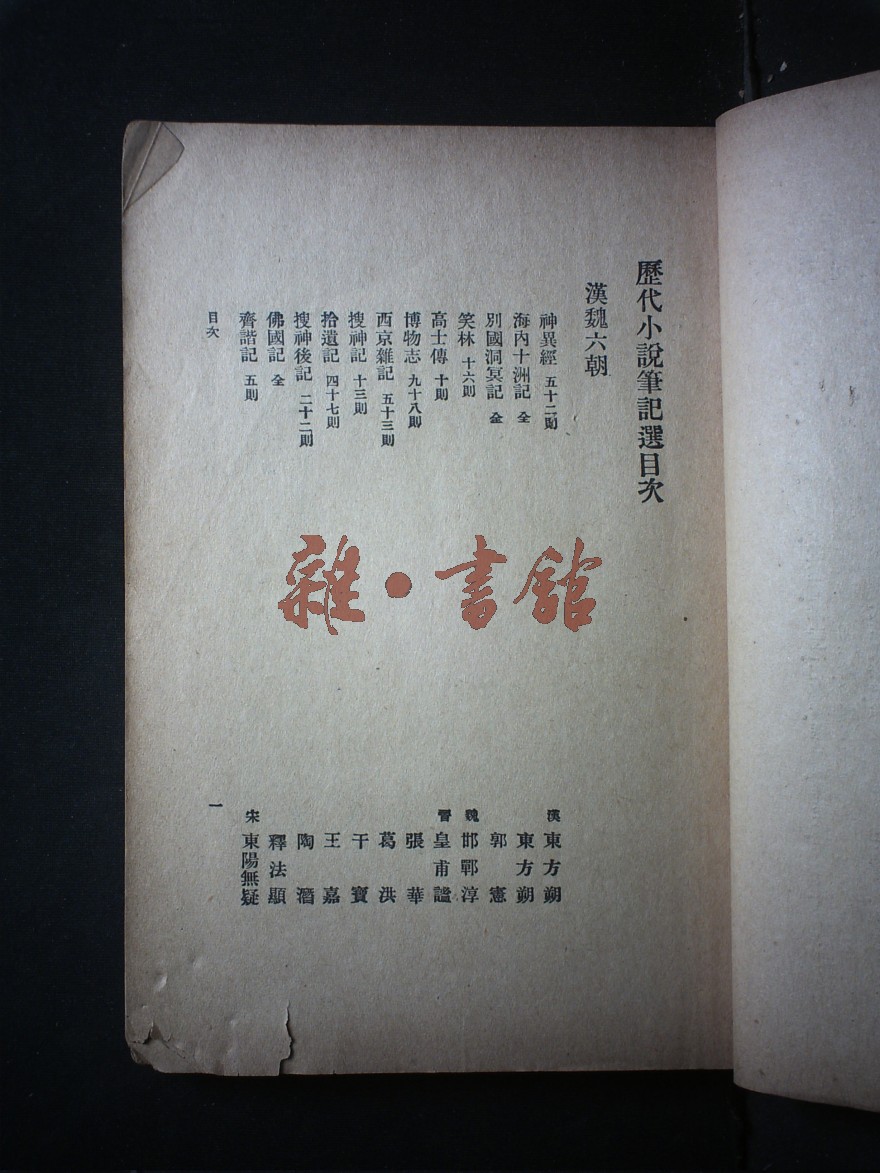 歷代小說筆記選目次
漢魏六朝
神異經 五十二則 漢 東方朔
海內十洲記 全 東方朔
別國洞冥記 全 郭憲
笑林 十六則 魏 邯鄲淳
高士傳 十則 晉 皇甫謐
博物志 九十八則 張華
西京雜記 五十三則 葛洪
搜神記 十三則 干寶
拾遺記 四十七則 王嘉
搜神後記 二十二則 陶潛
佛國記 全 釋法顯
齊諧記 五則 宋 東陽無疑
目次 一
雜·書館